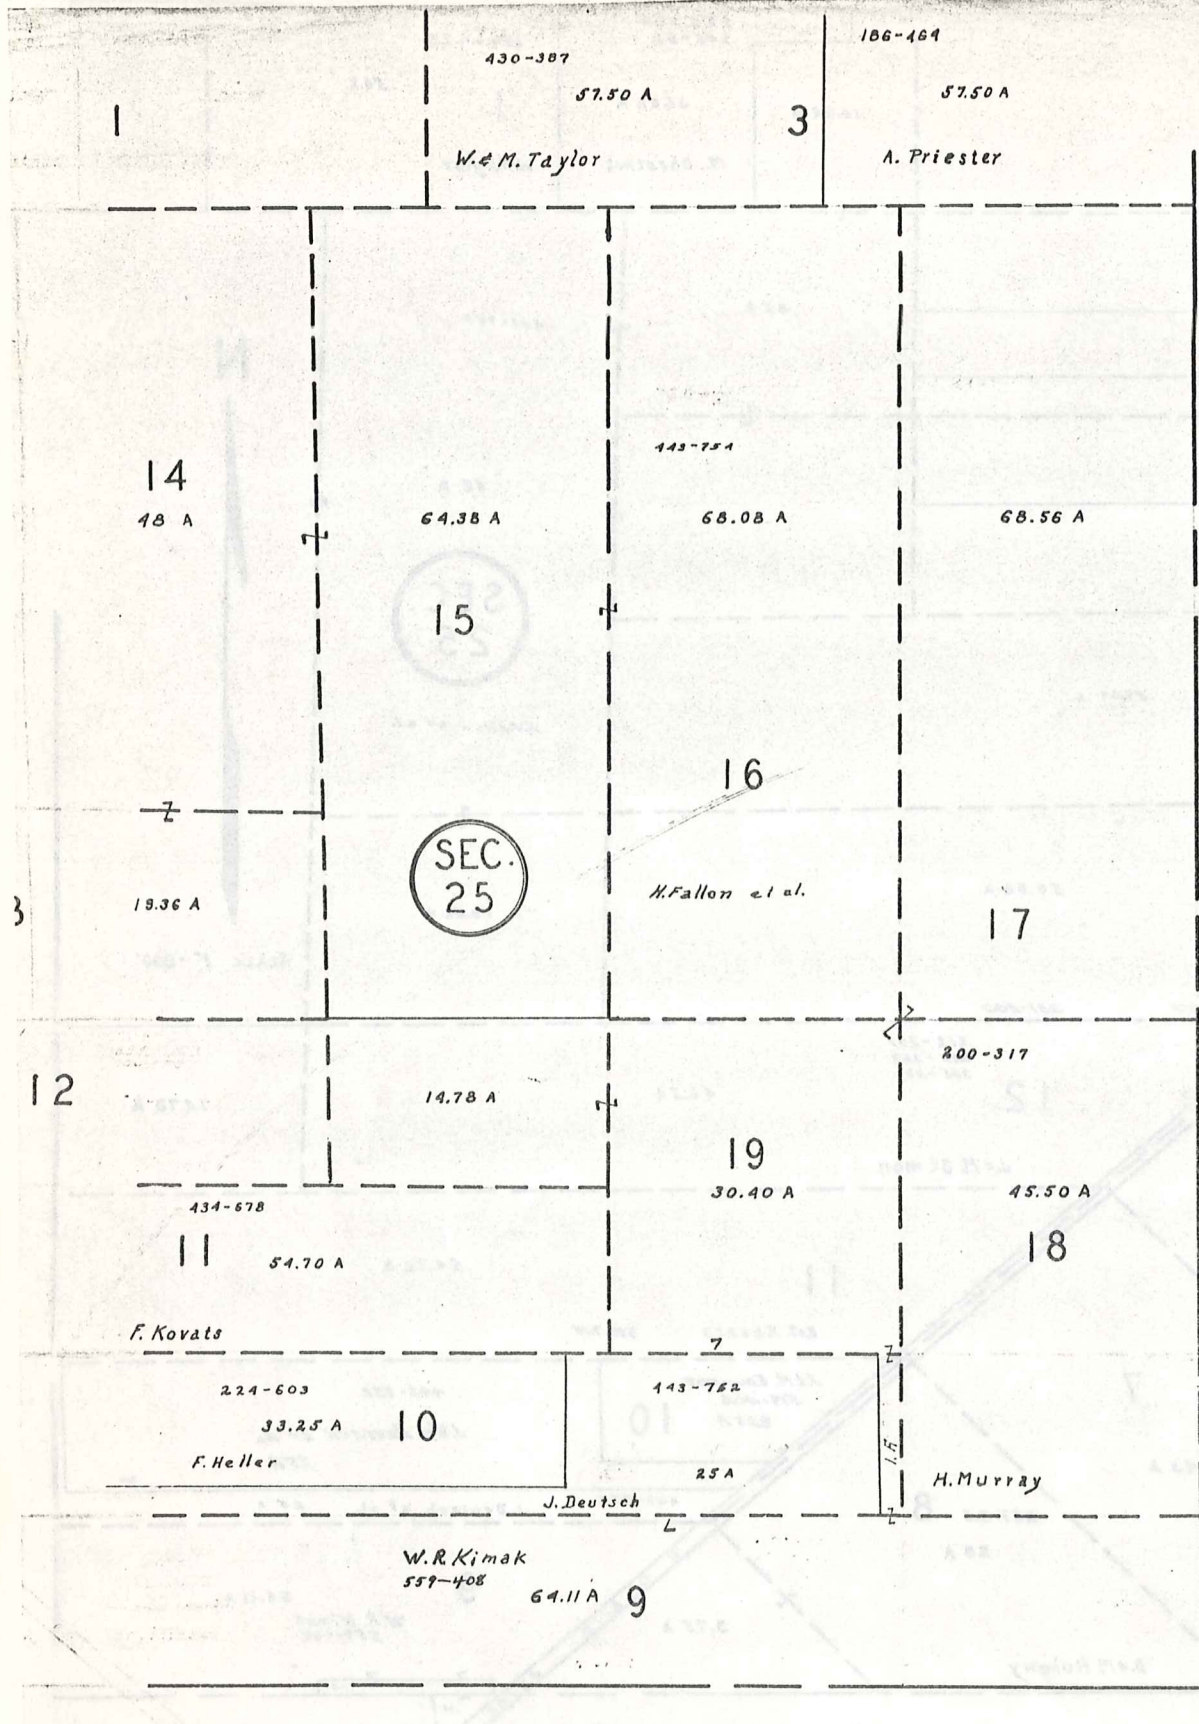 430-387
57.50 A
W. & M. Taylor
1
3
186-464
57.50 A
A. Priester
14
48 A
64.38 A
15
443-754
68.08 A
16
68.56 A
19.36 A
SEC.
25
H. Fallon et al.
17
12
14.78 A
200-317
19
30.40 A
45.50 A
18
434-678
11
54.70 A
F. Kovats
224-603
33.25 A
10
F. Heller
443-762
25 A
J. Deutsch
H. Murray
W. R. Kimak
559-408
64.11 A
9